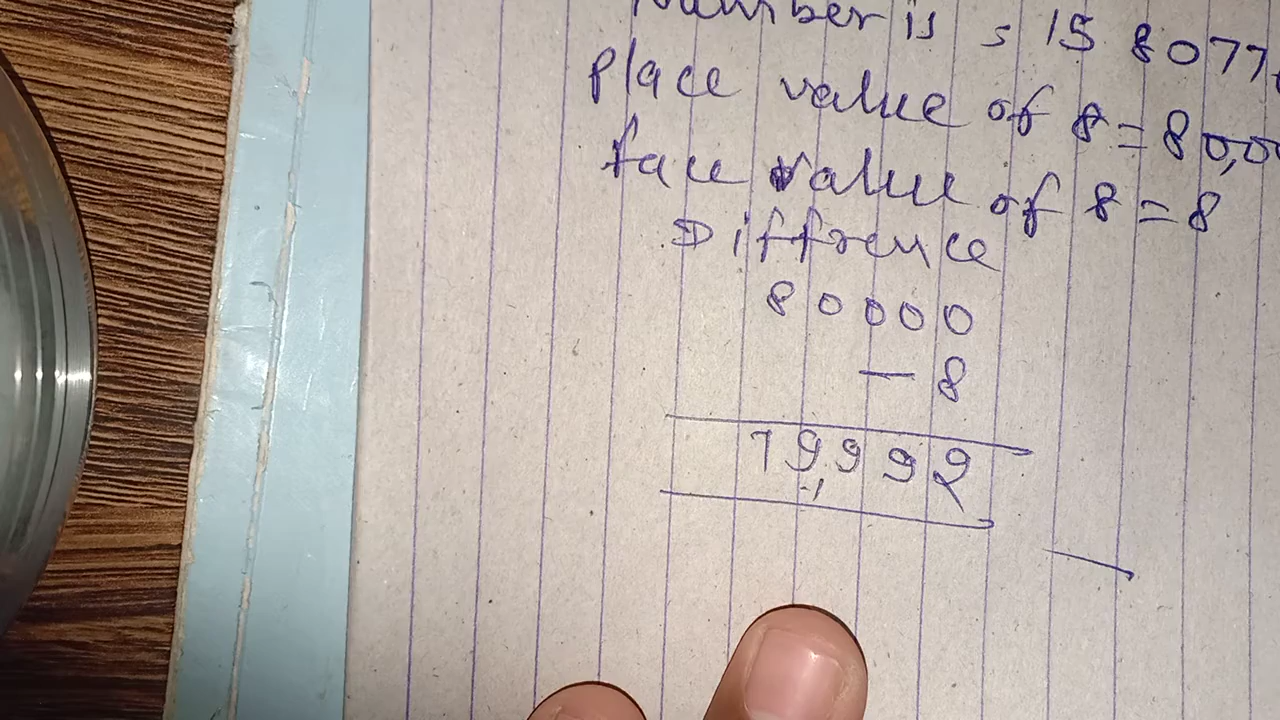 Number is = 15 8077
Place value of 8 = 80,00
face value of 8 = 8
Diffrence
80000
- 8
79,992